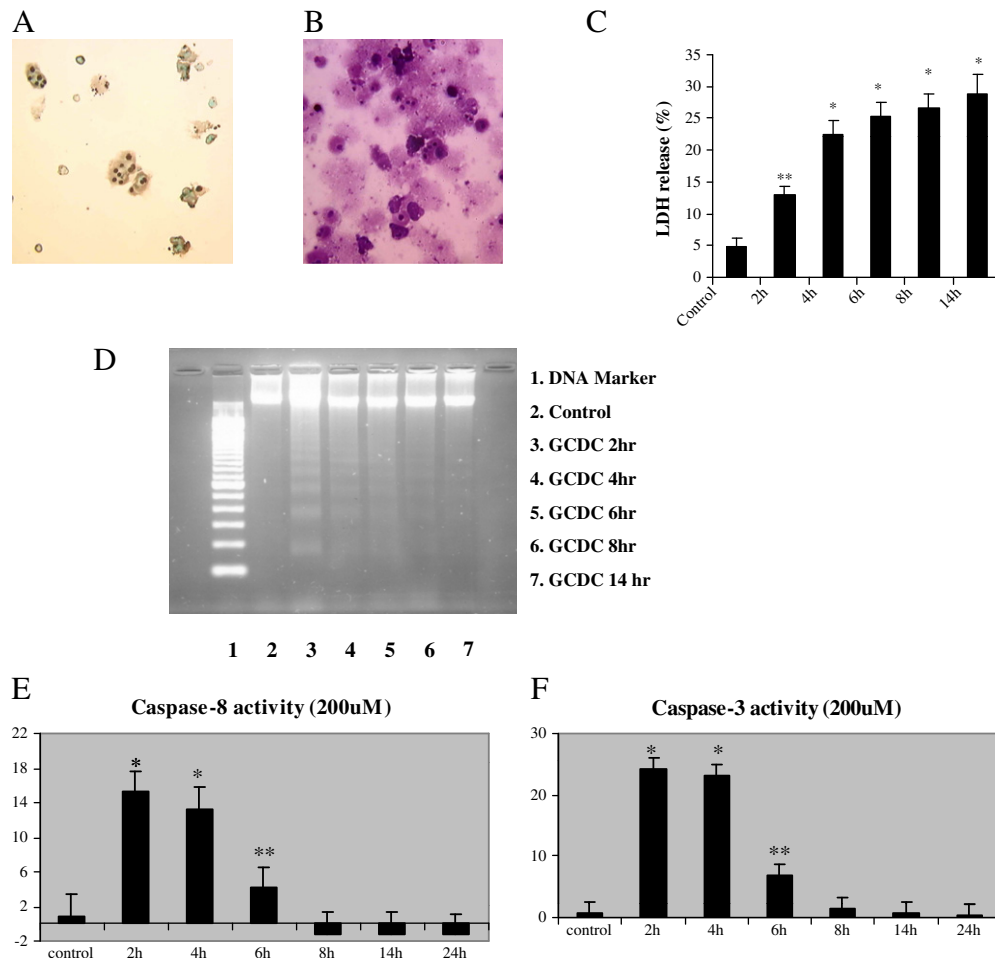 A
B
C
35
30
25
20
15
10
5
0
LDH release (%)
*
*
*
*
**
Control
2h
4h
6h
8h
14h
D
1. DNA Marker
2. Control
3. GCDC 2hr
4. GCDC 4hr
5. GCDC 6hr
6. GCDC 8hr
7. GCDC 14 hr
1 2 3 4 5 6 7
E
Caspase-8 activity (200uM)
22
18
14
10
6
2
-2
*
*
**
control 2h 4h 6h 8h 14h 24h
F
Caspase-3 activity (200uM)
30
20
10
0
*
*
**
control 2h 4h 6h 8h 14h 24h